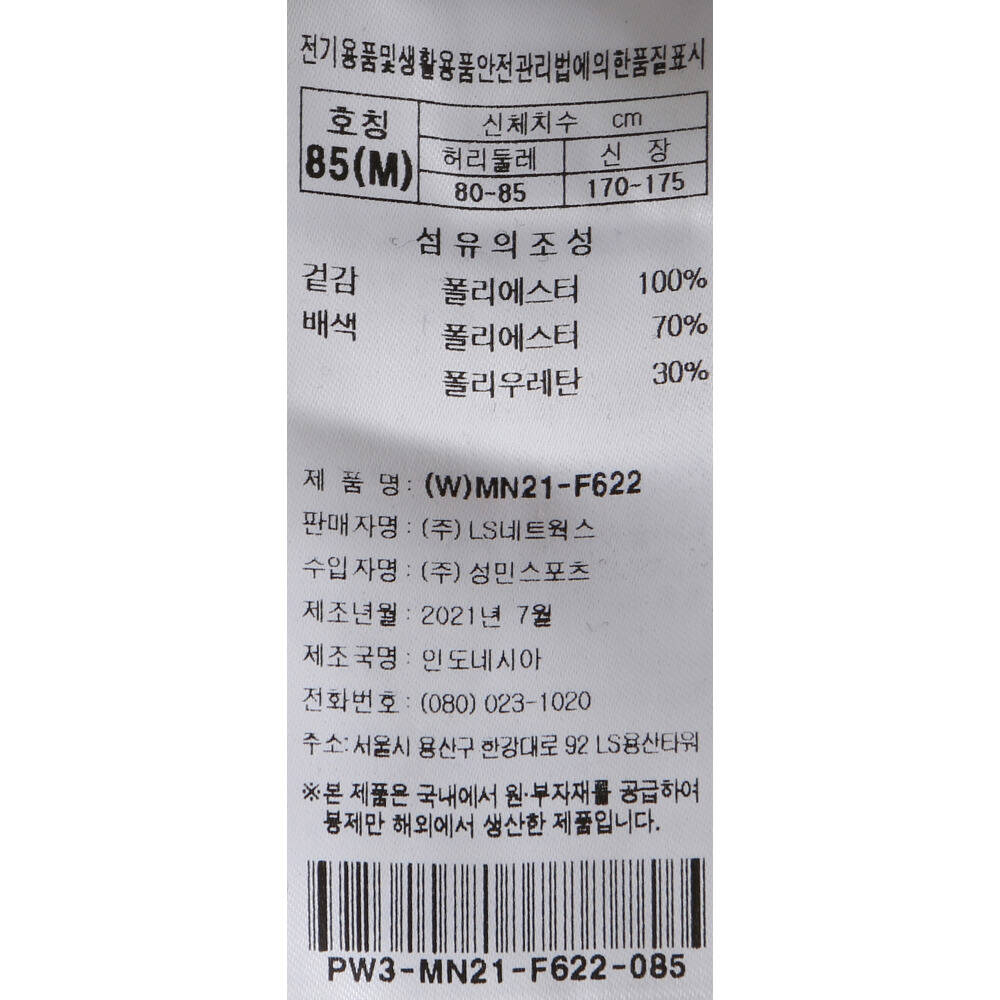 전기용품및생활용품안전관리법에의한품질표시
호칭 신체치수 cm
85(M) 허리둘레 신 장
80-85 170-175
섬유의조성
겉감 폴리에스터 100%
배색 폴리에스터 70%
폴리우레탄 30%
제 품 명 : (W)MN21-F622
판매자명 : (주) LS네트웍스
수입자명 : (주) 성민스포츠
제조년월 : 2021년 7월
제조국명 : 인도네시아
전화번호 : (080) 023-1020
주소: 서울시 용산구 한강대로 92 LS용산타워
※본 제품은 국내에서 원·부자재를 공급하여
봉제만 해외에서 생산한 제품입니다.
PW3-MN21-F622-085